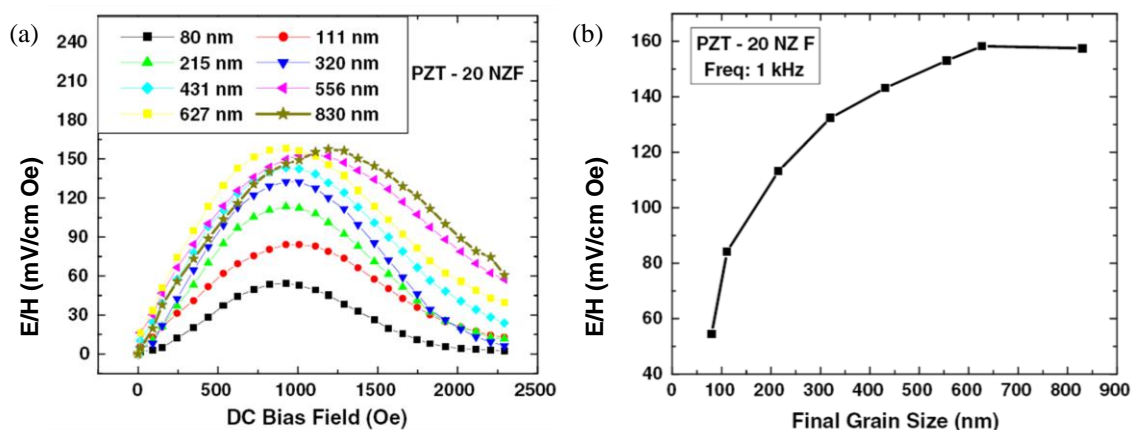 (a)
240
210
180
150
120
90
60
30
0
E/H (mV/cm Oe)
80 nm 111 nm
215 nm 320 nm
431 nm 556 nm
627 nm 830 nm
PZT - 20 NZF
0 500 1000 1500 2000 2500
DC Bias Field (Oe)
(b)
160
140
120
100
80
60
40
E/H (mV/cm Oe)
PZT - 20 NZ F
Freq: 1 kHz
0 100 200 300 400 500 600 700 800 900
Final Grain Size (nm)